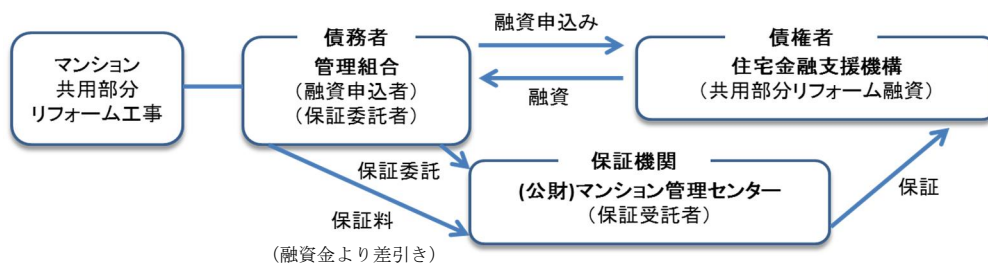 マンション
共用部分
リフォーム工事
債務者
管理組合
（融資申込者）
（保証委託者）
融資申込み
融資
債権者
住宅金融支援機構
（共用部分リフォーム融資）
保証委託
保証料
（融資金より差引き）
保証機関
(公財)マンション管理センター
（保証受託者）
保証